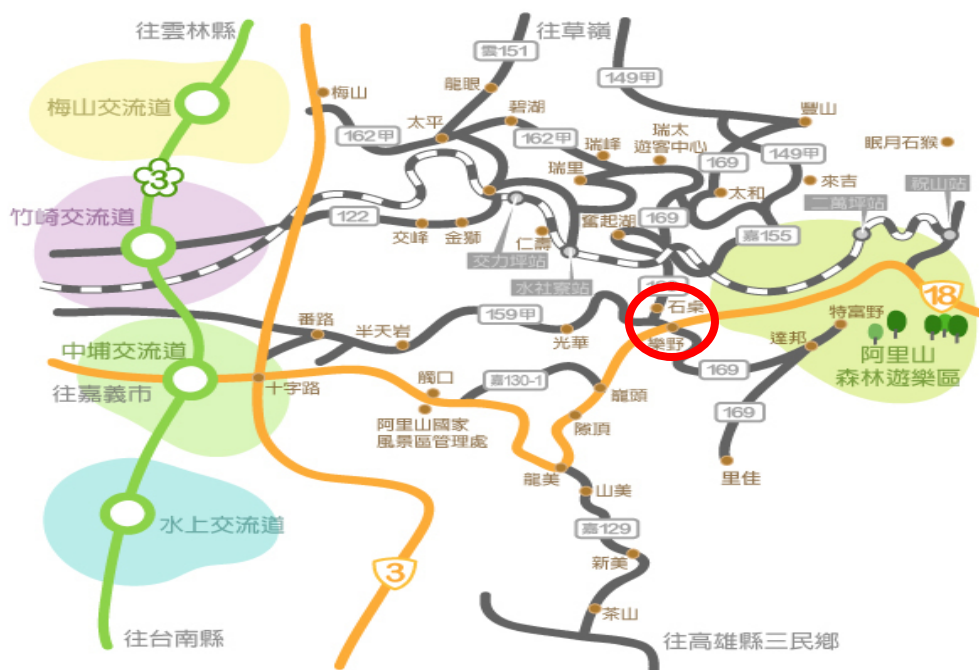 往雲林縣
往草嶺
雲151
149甲
梅山交流道
梅山
龍眼
碧湖
豐山
太平
162甲
162甲
瑞峰
瑞太
遊客中心
眠月石猴
149甲
169
瑞里
太和
來吉
祝山站
二萬坪站
3
竹崎交流道
122
交峰
金獅
仁壽
奮起湖
169
嘉155
交力坪站
水社寮站
石桌
18
特富野
番路
半天岩
159甲
光華
樂野
達邦
中埔交流道
往嘉義市
十字路
觸口
嘉130-1
龍頭
169
阿里山
森林遊樂區
阿里山國家
風景區管理處
隙頂
169
龍美
里佳
山美
水上交流道
嘉129
3
新美
茶山
往台南縣
往高雄縣三民鄉